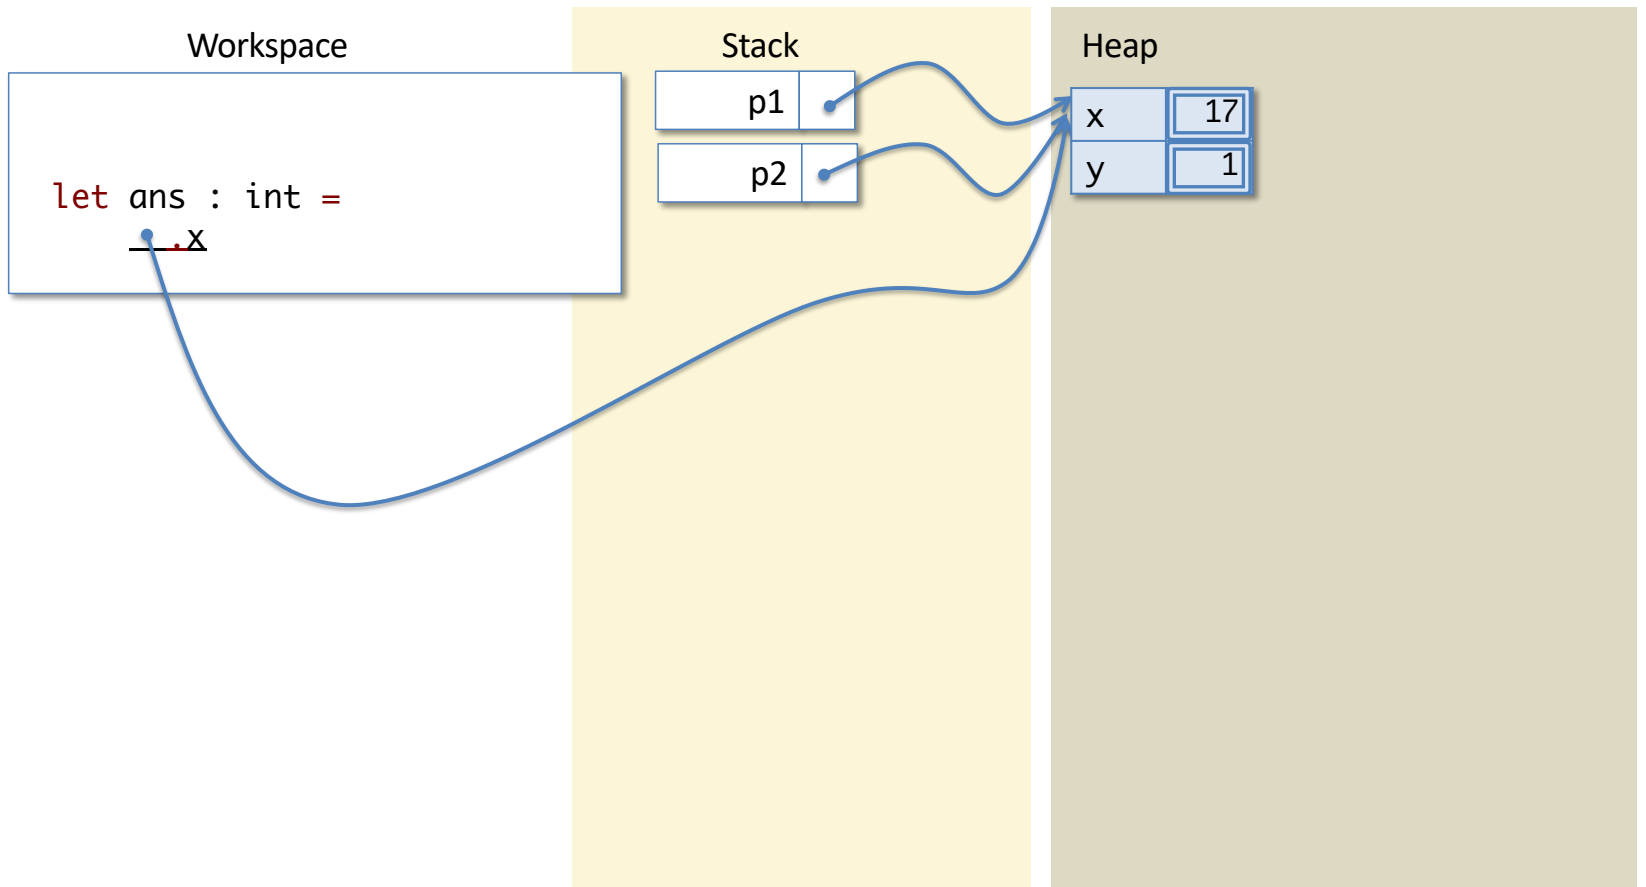 Workspace
Stack
Heap
let ans : int =
.x
p1
p2
x 17
y 1